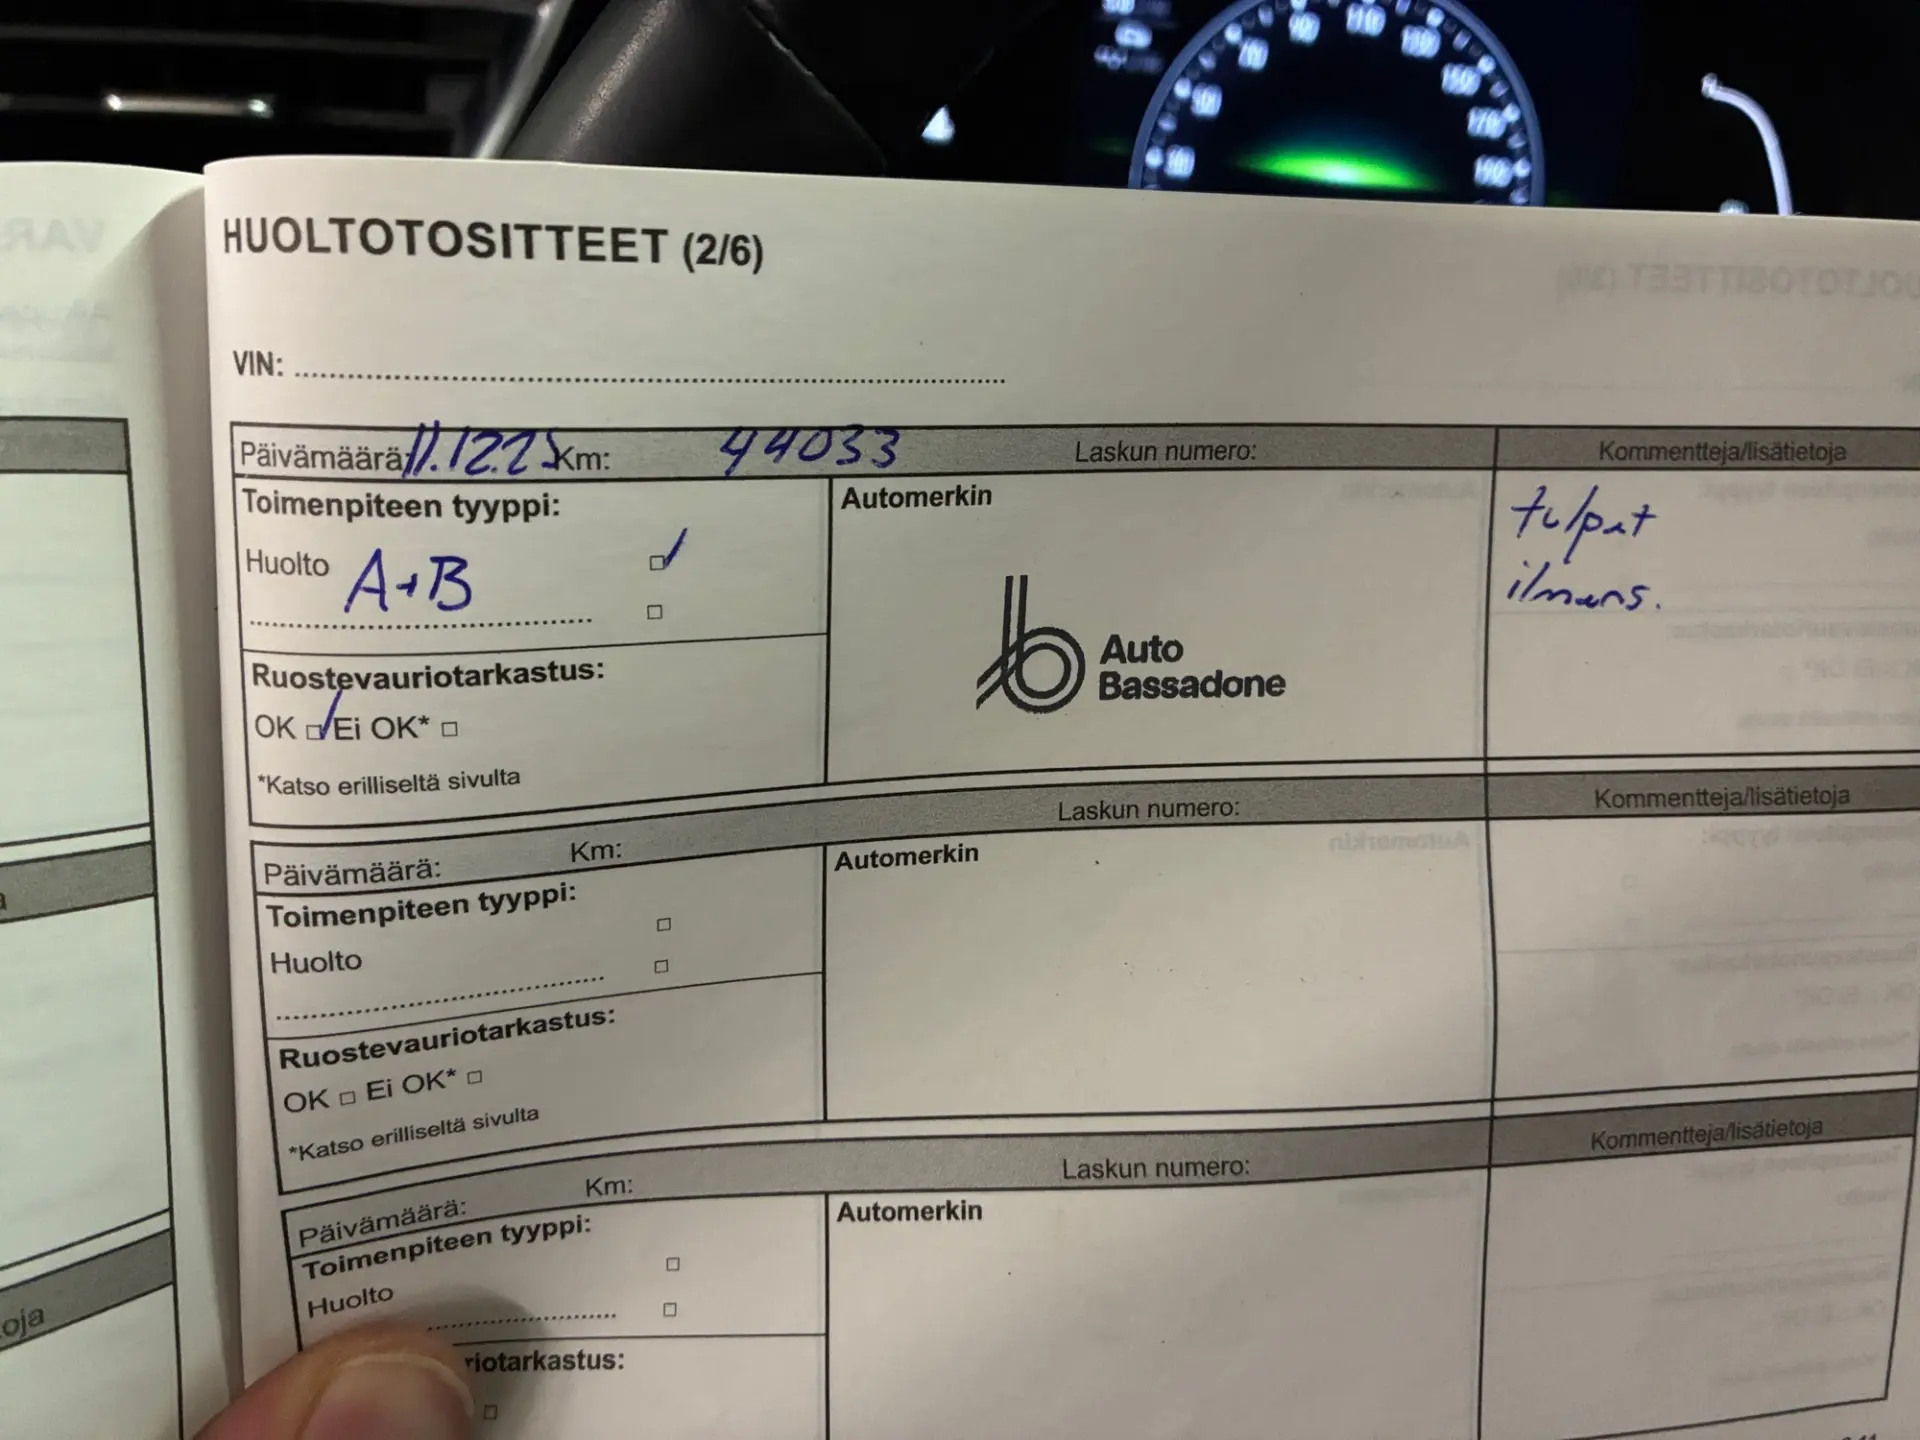 HUOLTOTOSITTEET (2/6)
VIN:
Päivämäärä: 11.12.25 Km: 44033 Laskun numero: Kommentteja/lisätietoja
Toimenpiteen tyyppi:
Automerkin
tulpat
Huolto A+B
ilmans.
Auto
Bassadone
Ruostevauriotarkastus:
OK Ei OK*
*Katso erilliseltä sivulta
Päivämäärä: Km: Laskun numero: Kommentteja/lisätietoja
Toimenpiteen tyyppi:
Automerkin
Huolto
Ruostevauriotarkastus:
OK Ei OK*
*Katso erilliseltä sivulta
Päivämäärä: Km: Laskun numero: Kommentteja/lisätietoja
Toimenpiteen tyyppi:
Automerkin
Huolto
riotarkastus:
oja